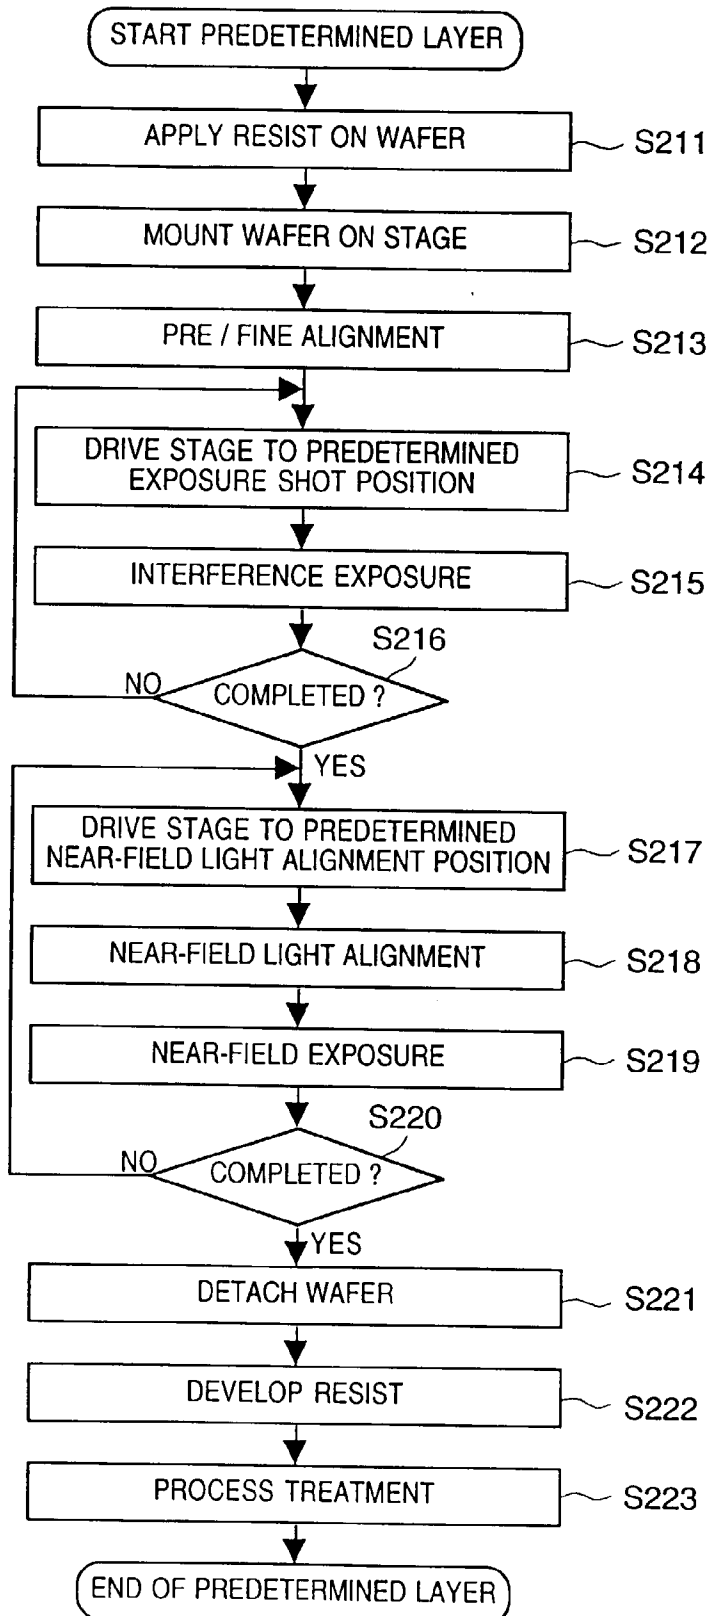 START PREDETERMINED LAYER
APPLY RESIST ON WAFER
S211
MOUNT WAFER ON STAGE
S212
PRE / FINE ALIGNMENT
S213
DRIVE STAGE TO PREDETERMINED
EXPOSURE SHOT POSITION
S214
INTERFERENCE EXPOSURE
S215
S216
NO
COMPLETED ?
YES
DRIVE STAGE TO PREDETERMINED
NEAR-FIELD LIGHT ALIGNMENT POSITION
S217
NEAR-FIELD LIGHT ALIGNMENT
S218
NEAR-FIELD EXPOSURE
S219
S220
NO
COMPLETED ?
YES
DETACH WAFER
S221
DEVELOP RESIST
S222
PROCESS TREATMENT
S223
END OF PREDETERMINED LAYER